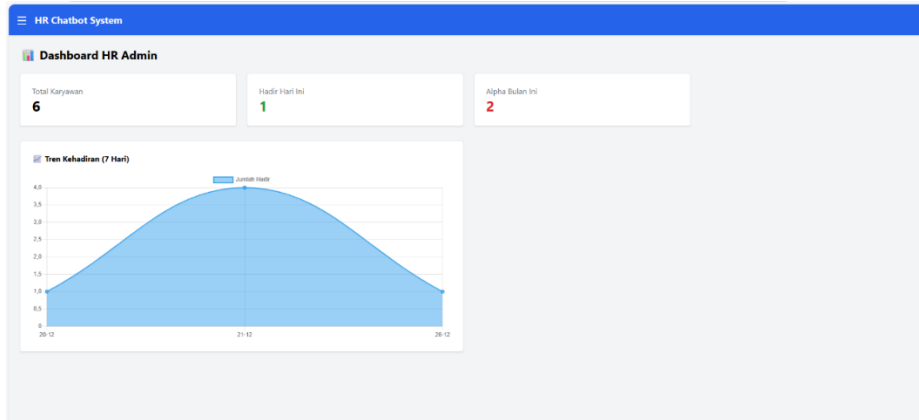 ☰ HR Chatbot System
📊 Dashboard HR Admin
Total Karyawan
6
Hadir Hari Ini
1
Alpha Bulan Ini
2
📈 Tren Kehadiran (7 Hari)
Jumlah Hadir
4,0
3,5
3,0
2,5
2,0
1,5
1,0
0,5
0
20-12
21-12
26-12